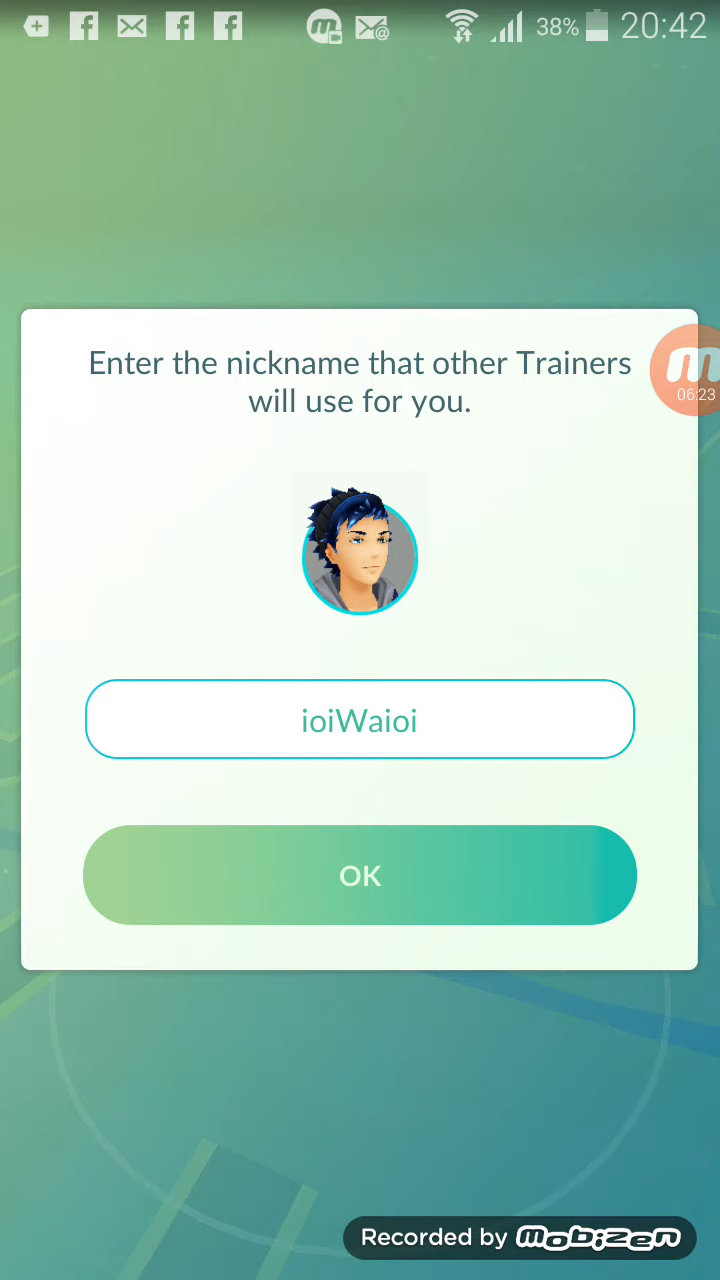 38% 20:42
Enter the nickname that other Trainers
will use for you.
06:23
ioiWaioi
OK
Recorded by mobizen